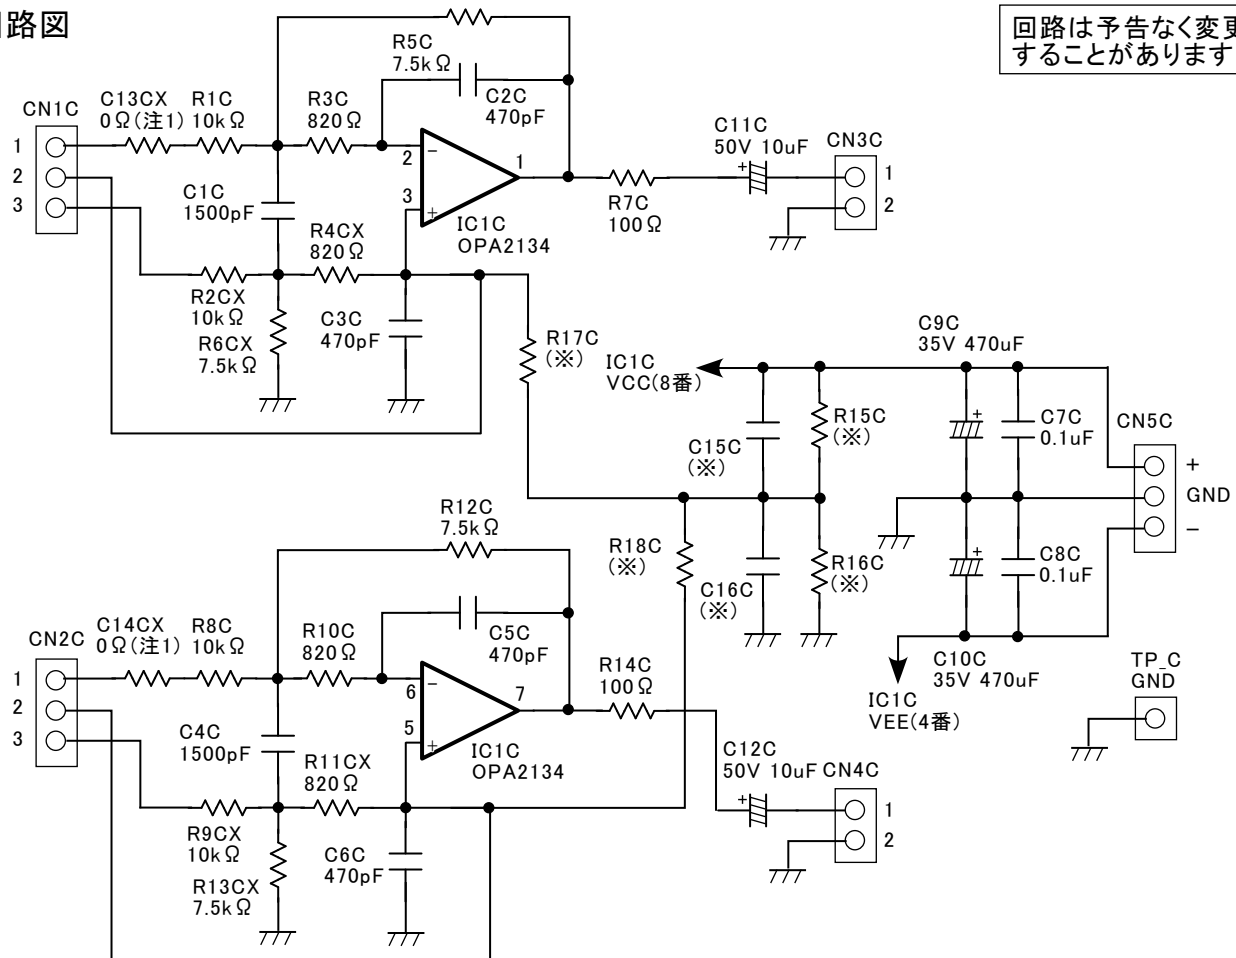 路図
回路は予告なく変更
することがあります
R5C
7.5kΩ
C2C
470pF
CN1C
1
2
3
C13CX
0Ω(注1)
R1C
10kΩ
R3C
820Ω
2
−
3
+
1
IC1C
OPA2134
C1C
1500pF
R4CX
820Ω
R2CX
10kΩ
R6CX
7.5kΩ
C3C
470pF
R7C
100Ω
C11C
50V 10uF
+
CN3C
1
2
R17C
(※)
IC1C
VCC(8番)
C15C
(※)
R15C
(※)
C9C
35V 470uF
+
C7C
0.1uF
CN5C
+
GND
−
R18C
(※)
C16C
(※)
R16C
(※)
+
C8C
0.1uF
C10C
35V 470uF
IC1C
VEE(4番)
TP_C
GND
R12C
7.5kΩ
C5C
470pF
CN2C
1
2
3
C14CX
0Ω(注1)
R8C
10kΩ
R10C
820Ω
6
−
5
+
7
IC1C
OPA2134
C4C
1500pF
R11CX
820Ω
R9CX
10kΩ
R13CX
7.5kΩ
C6C
470pF
R14C
100Ω
C12C
50V 10uF
+
CN4C
1
2